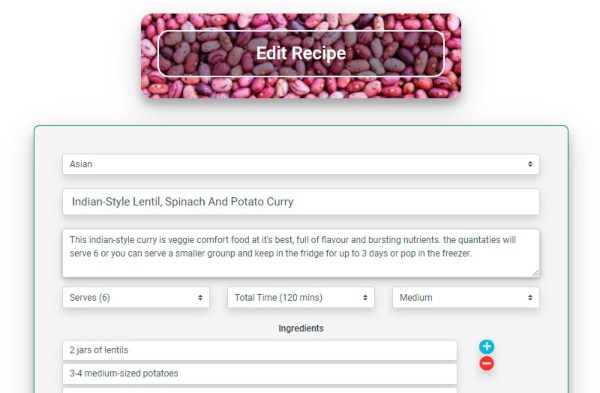 Edit Recipe
Asian
Indian-Style Lentil, Spinach And Potato Curry
This indian-style curry is veggie comfort food at it's best, full of flavour and bursting nutrients. the quantaties will
serve 6 or you can serve a smaller grounp and keep in the fridge for up to 3 days or pop in the freezer.
Serves (6) Total Time (120 mins) Medium
Ingredients
2 jars of lentils
3-4 medium-sized potatoes